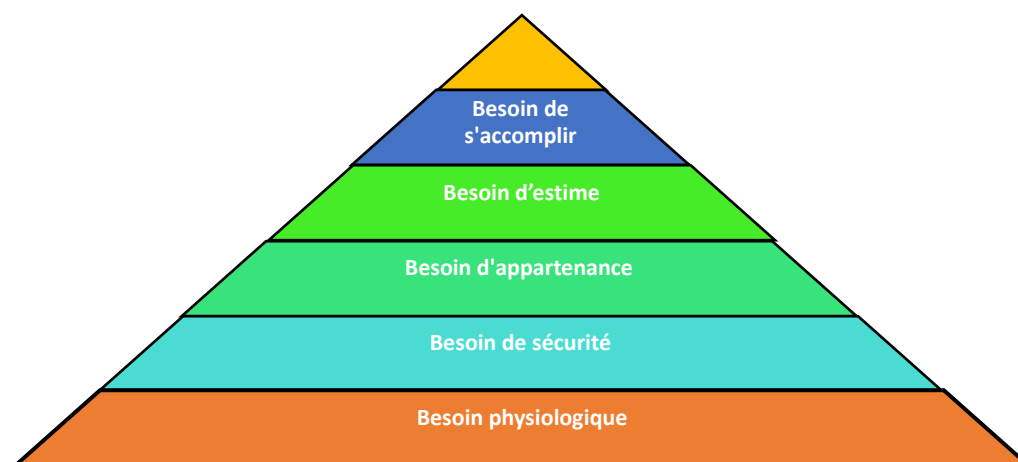 Besoin de
s'accomplir
Besoin d’estime
Besoin d'appartenance
Besoin de sécurité
Besoin physiologique